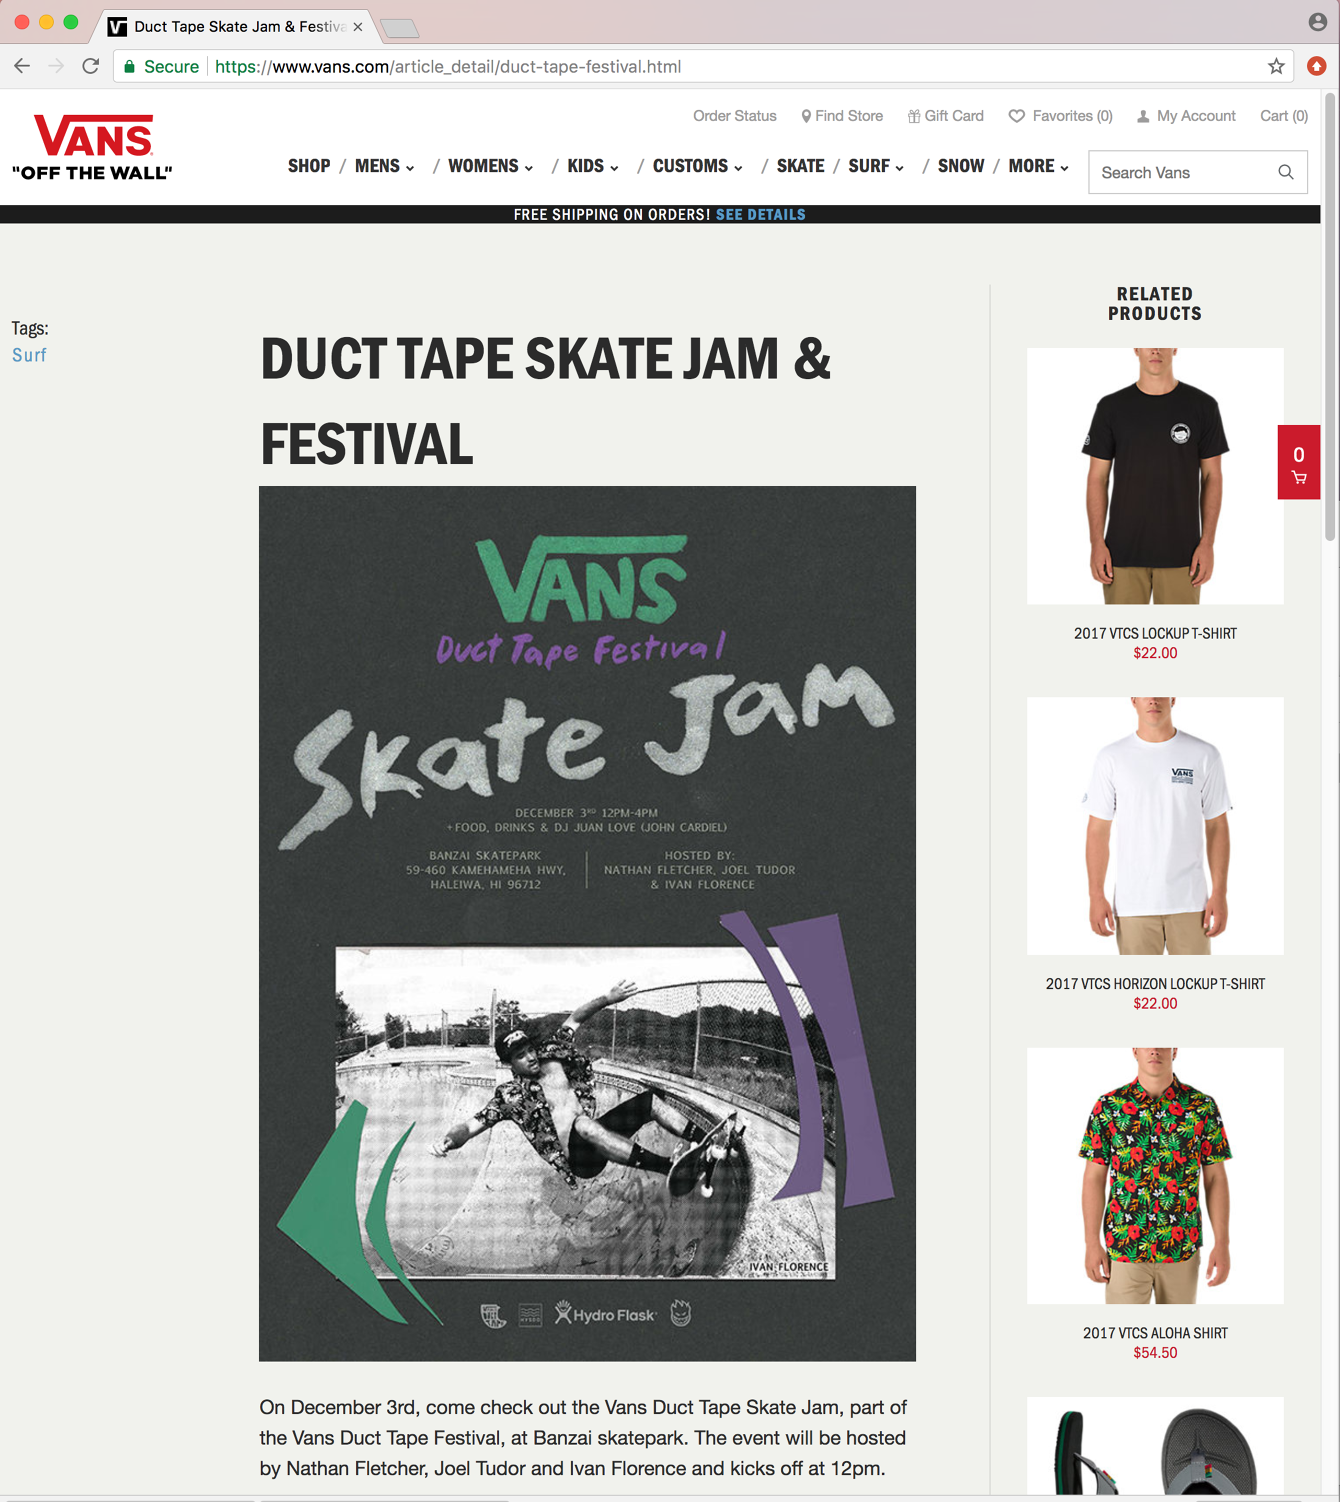 Duct Tape Skate Jam & Festiva
Secure
https://www.vans.com/article_detail/duct-tape-festival.html
VANS
"OFF THE WALL"
Order Status
Find Store
Gift Card
Favorites (0)
My Account
Cart (0)
SHOP / MENS / WOMENS / KIDS / CUSTOMS / SKATE / SURF / SNOW / MORE
Search Vans
FREE SHIPPING ON ORDERS! SEE DETAILS
Tags:
Surf
DUCT TAPE SKATE JAM &
FESTIVAL
VANS
Duct Tape Festival
Skate Jam
DECEMBER 3RD 12PM-4PM
+FOOD, DRINKS & DJ JUAN LOVE (JOHN CARDIEL)
BANZAI SKATEPARK
59-460 KAMEHAMEHA HWY,
HALEIWA, HI 96712
HOSTED BY:
NATHAN FLETCHER, JOEL TUDOR
& IVAN FLORENCE
IVAN FLORENCE
Hydro Flask
On December 3rd, come check out the Vans Duct Tape Skate Jam, part of
the Vans Duct Tape Festival, at Banzai skatepark. The event will be hosted
by Nathan Fletcher, Joel Tudor and Ivan Florence and kicks off at 12pm.
RELATED
PRODUCTS
0
2017 VTCS LOCKUP T-SHIRT
$22.00
VANS
2017 VTCS HORIZON LOCKUP T-SHIRT
$22.00
2017 VTCS ALOHA SHIRT
$54.50